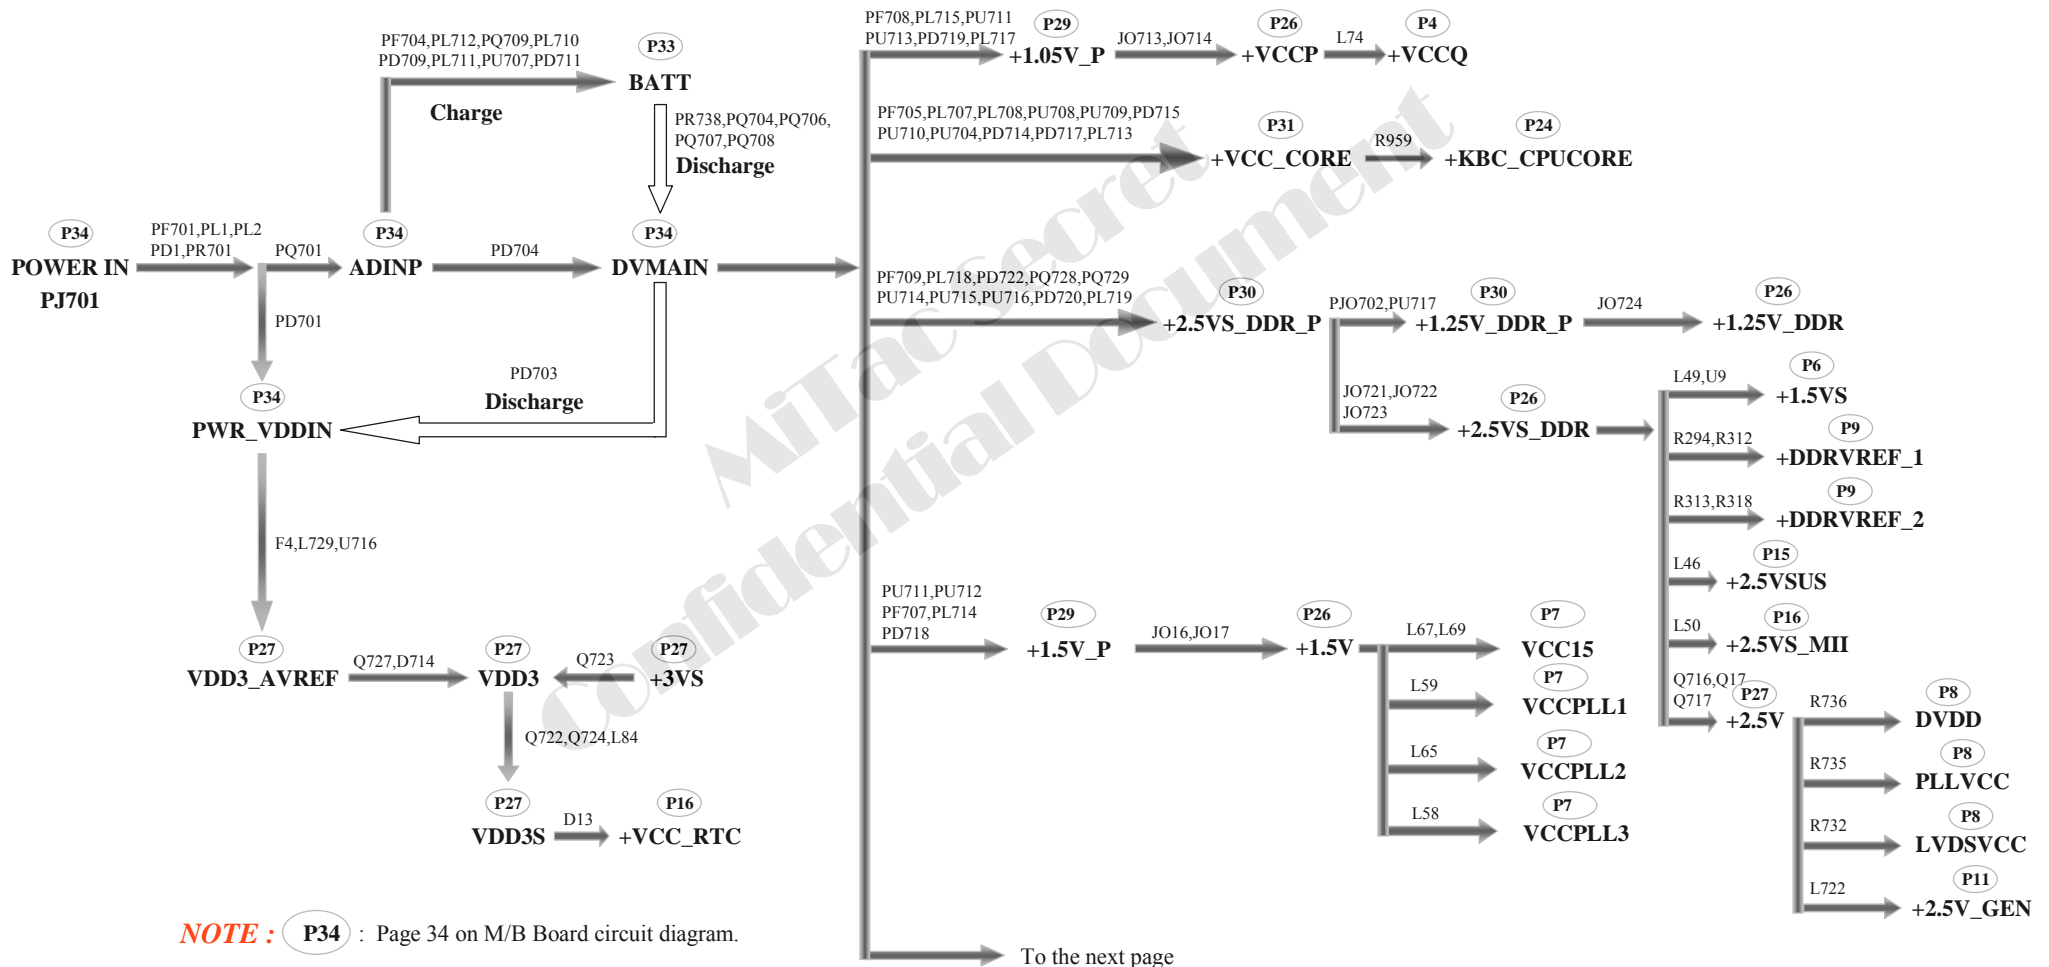 PF704,PL712,PQ709,PL710
PD709,PL711,PU707,PD711
Charge
P33
BATT
PR738,PQ704,PQ706,
PQ707,PQ708
Discharge
P34
POWER IN
PJ701
PF701,PL1,PL2
PD1,PR701
PQ701
P34
ADINP
PD704
P34
DVMAIN
PD701
PD703
Discharge
P34
PWR_VDDIN
F4,L729,U716
P27
VDD3_AVREF
Q727,D714
P27
VDD3
Q723
P27
+3VS
Q722,Q724,L84
P27
VDD3S
D13
P16
+VCC_RTC
PF708,PL715,PU711
PU713,PD719,PL717
P29
+1.05V_P
JO713,JO714
P26
+VCCP
L74
P4
+VCCQ
PF705,PL707,PL708,PU708,PU709,PD715
PU710,PU704,PD714,PD717,PL713
P31
+VCC_CORE
R959
P24
+KBC_CPUCORE
PF709,PL718,PD722,PQ728,PQ729
PU714,PU715,PU716,PD720,PL719
P30
+2.5VS_DDR_P
PJO702,PU717
P30
+1.25V_DDR_P
JO724
P26
+1.25V_DDR
JO721,JO722
JO723
P26
+2.5VS_DDR
L49,U9
P6
+1.5VS
R294,R312
P9
+DDRVREF_1
R313,R318
P9
+DDRVREF_2
L46
P15
+2.5VSUS
L50
P16
+2.5VS_MII
Q716,Q17
Q717
P27
+2.5V
R736
P8
DVDD
R735
P8
PLLVCC
R732
P8
LVDSVCC
L722
P11
+2.5V_GEN
PU711,PU712
PF707,PL714
PD718
P29
+1.5V_P
JO16,JO17
P26
+1.5V
L67,L69
P7
VCC15
L59
P7
VCCPLL1
L65
P7
VCCPLL2
L58
P7
VCCPLL3
To the next page
NOTE : P34 : Page 34 on M/B Board circuit diagram.
MiTac Secret
Confidential Document